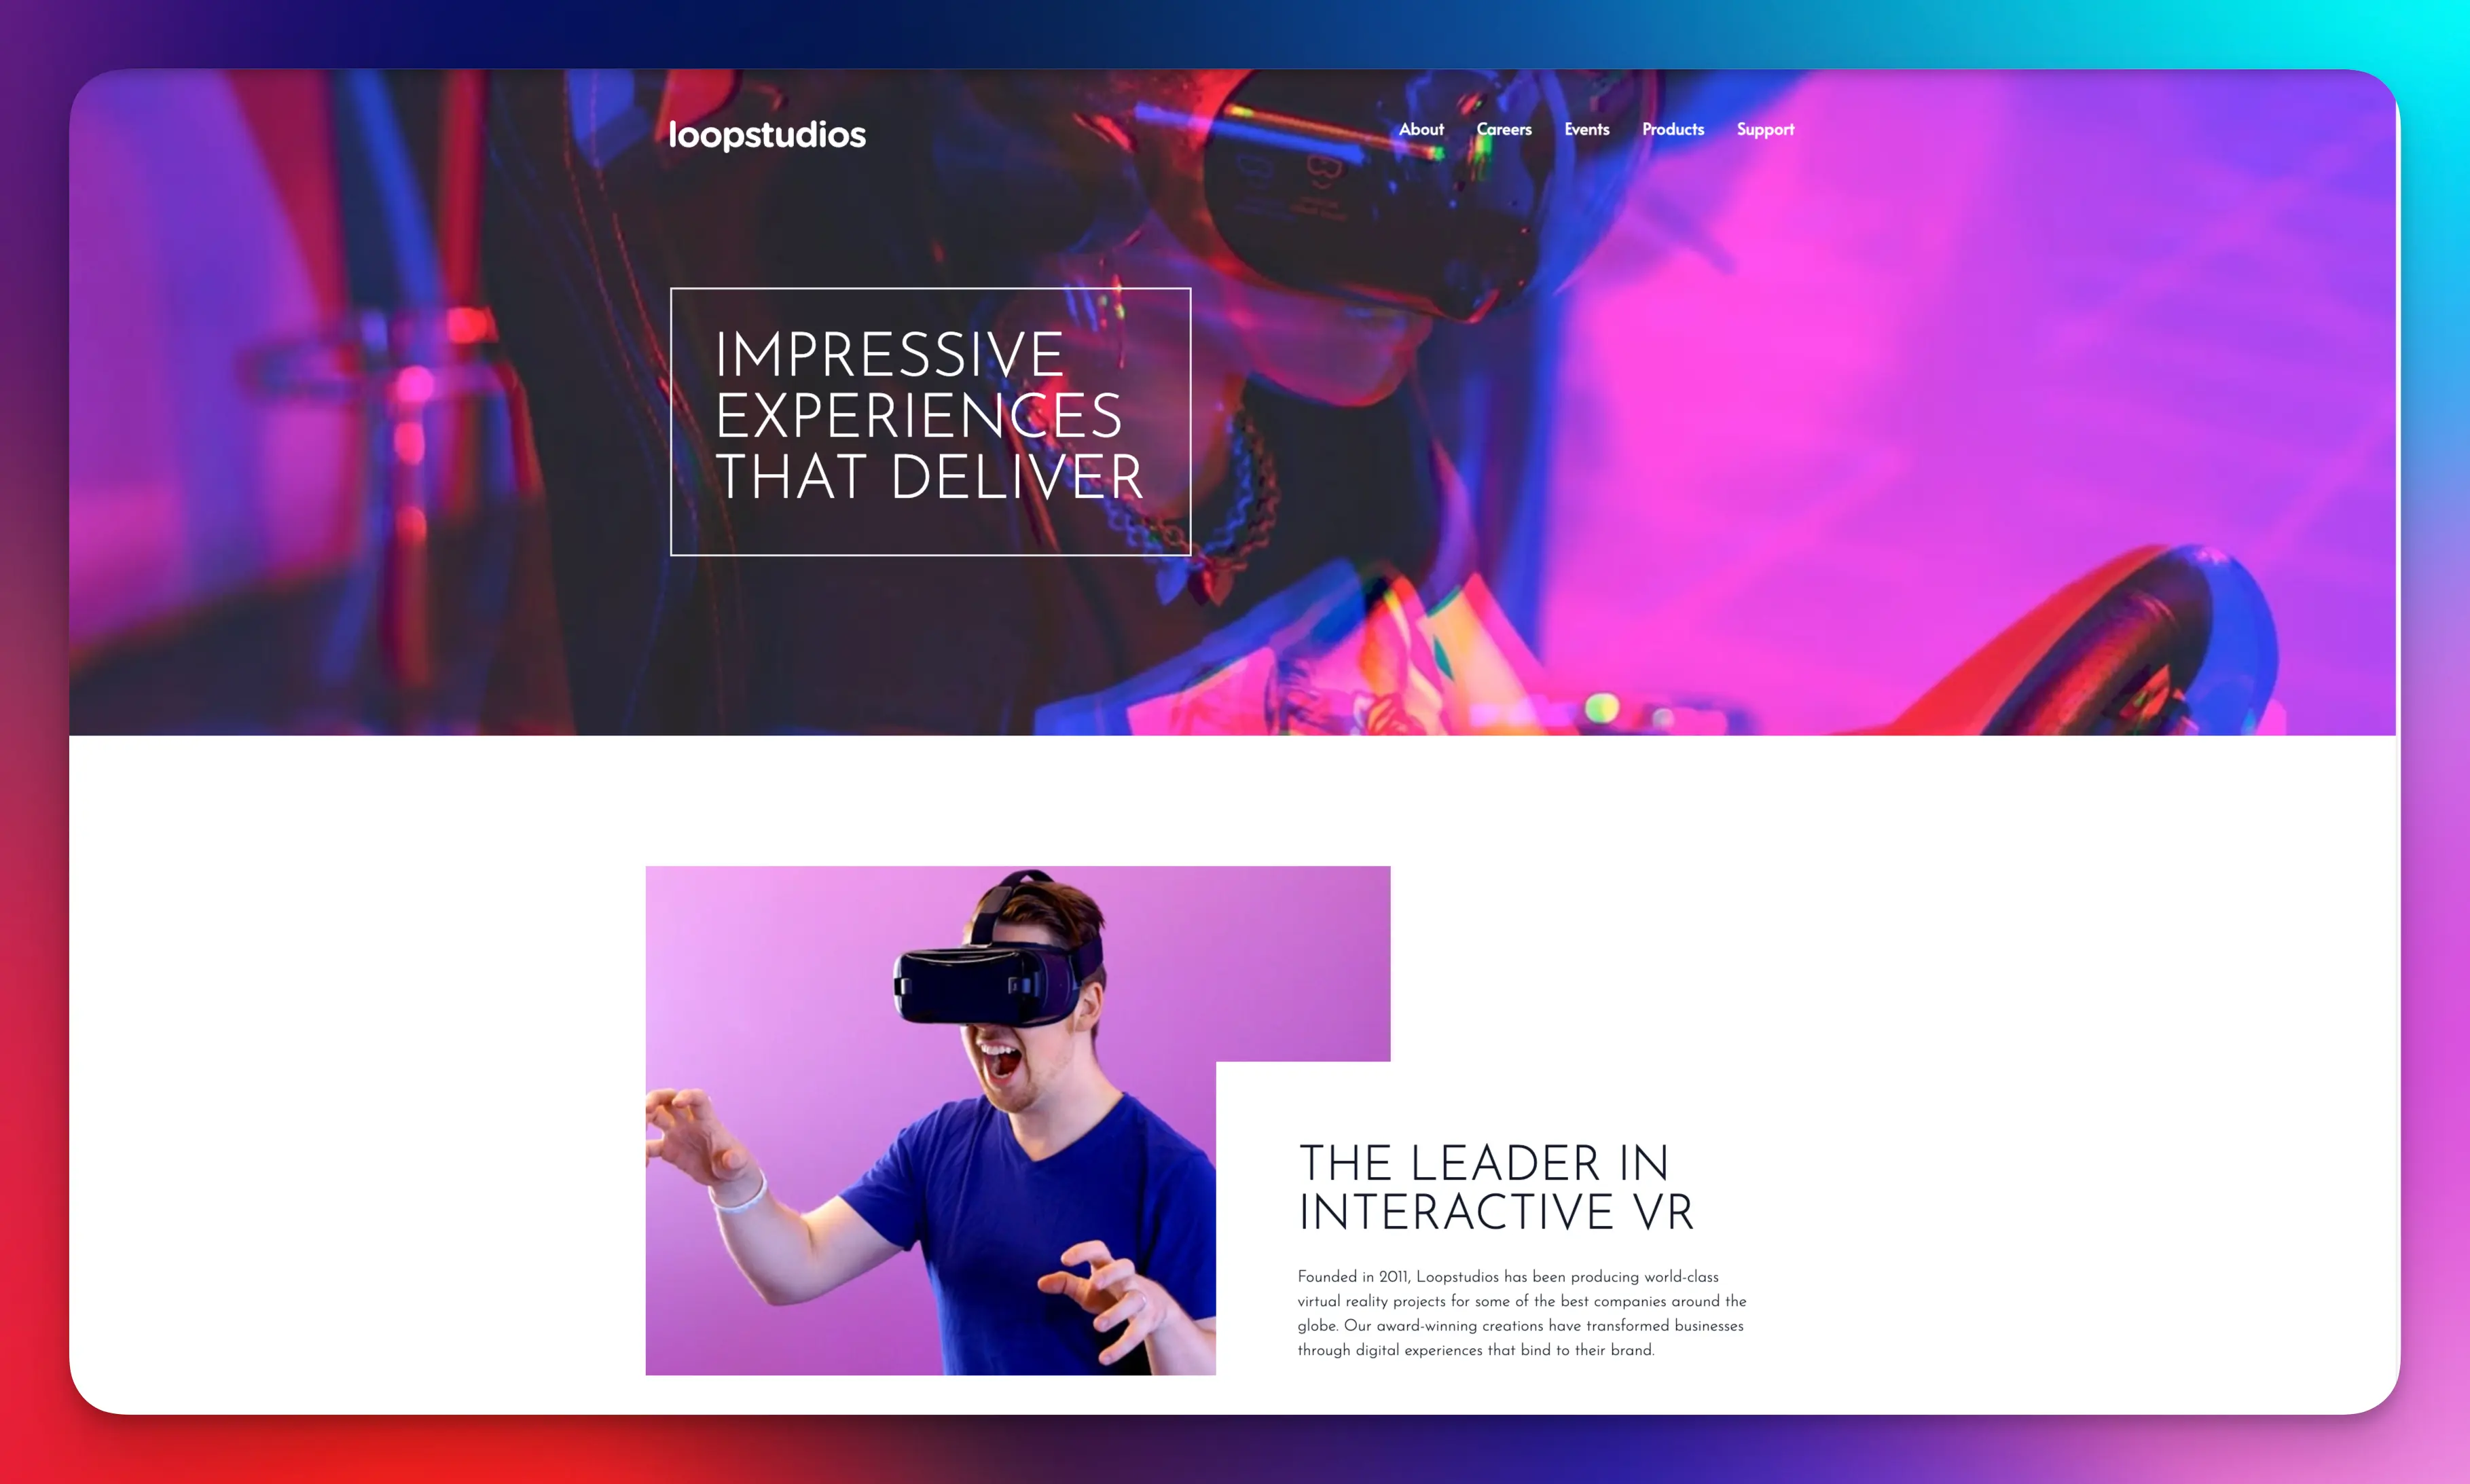 loopstudios
About Careers Events Products Support
IMPRESSIVE
EXPERIENCES
THAT DELIVER
THE LEADER IN
INTERACTIVE VR
Founded in 2011, Loopstudios has been producing world-class
virtual reality projects for some of the best companies around the
globe. Our award-winning creations have transformed businesses
through digital experiences that bind to their brand.